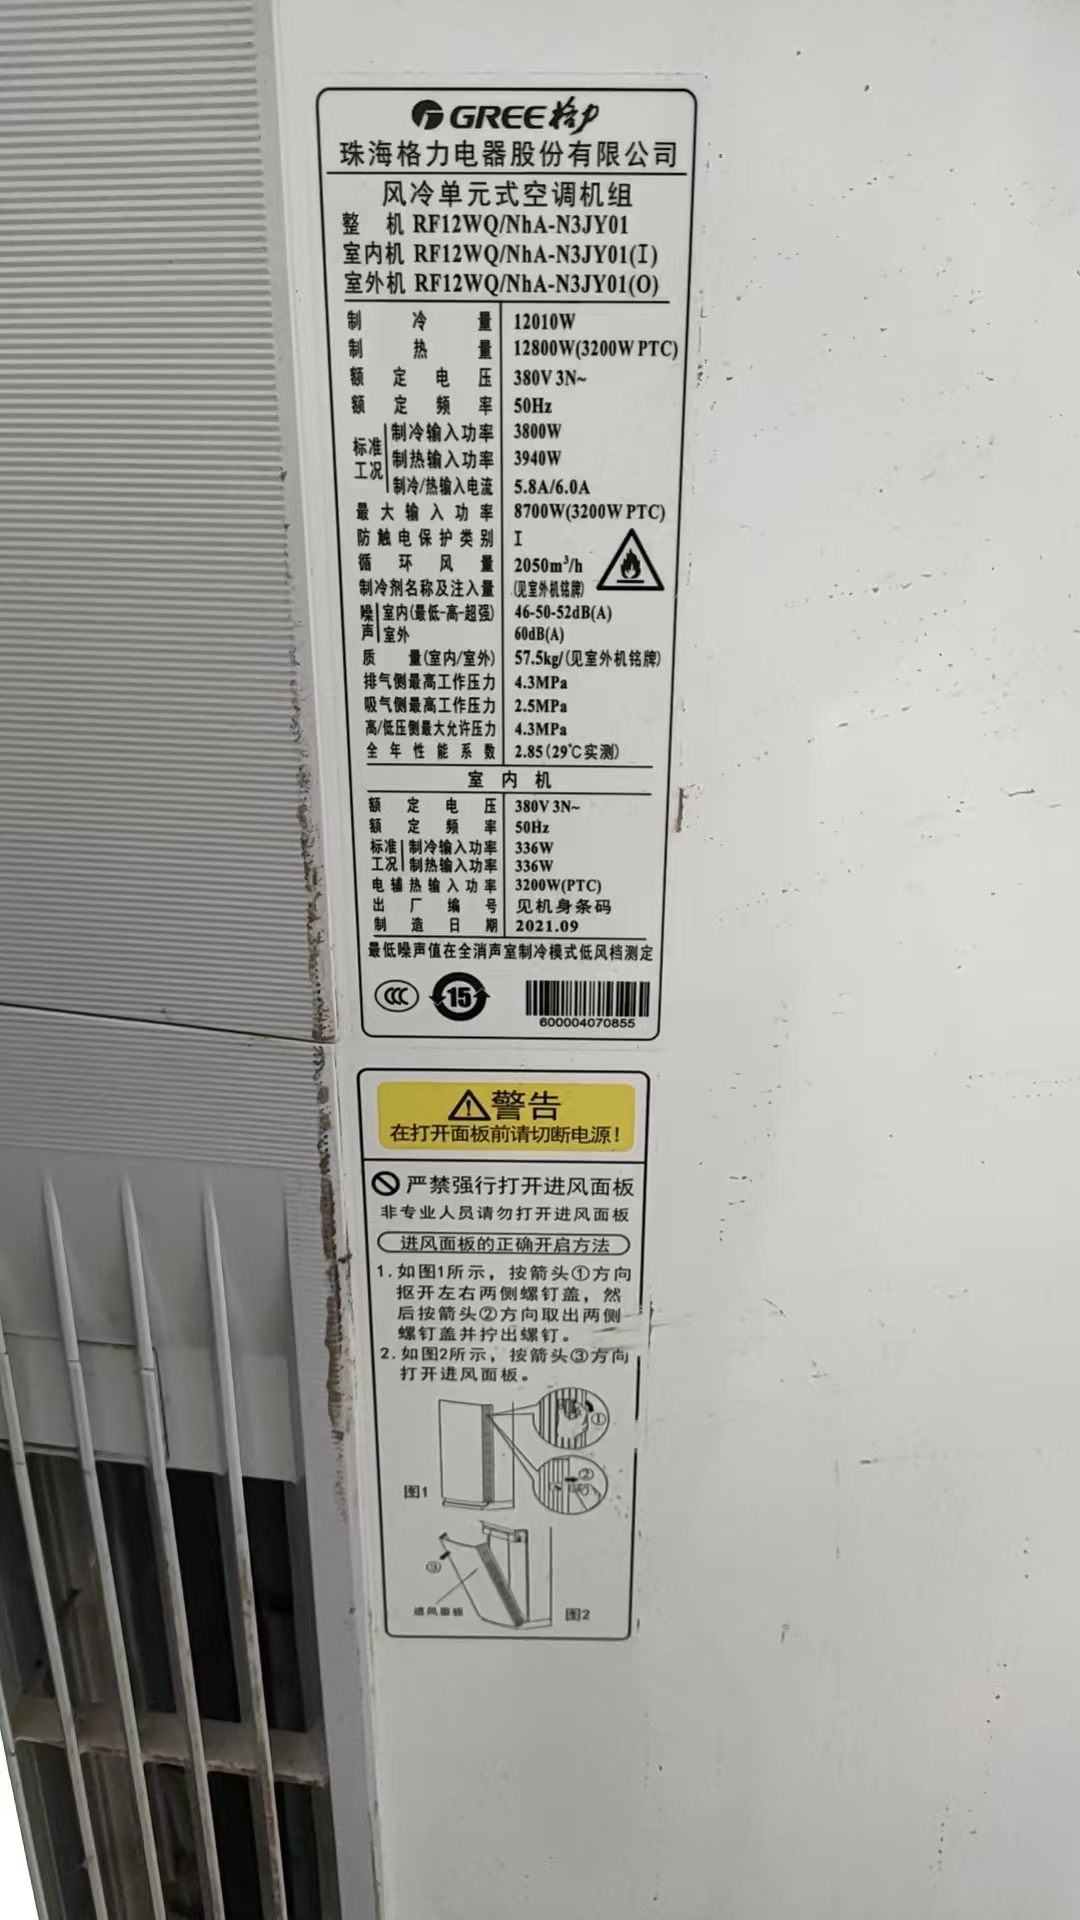 GREE格力
珠海格力电器股份有限公司
风冷单元式空调机组
整机 RF12WQ/NhA-N3JY01
室内机 RF12WQ/NhA-N3JY01(I)
室外机 RF12WQ/NhA-N3JY01(O)
制冷量 12010W
制热量 12800W(3200W PTC)
额定电压 380V 3N~
额定频率 50Hz
标准工况 制冷输入功率 3800W
制热输入功率 3940W
制冷/热输入电流 5.8A/6.0A
最大输入功率 8700W(3200W PTC)
防触电保护类别 I
循环风量 2050m³/h
制冷剂名称及注入量 (见室外机铭牌)
噪声 室内(最低-高-超强) 46-50-52dB(A)
室外 60dB(A)
质量(室内/室外) 57.5kg/(见室外机铭牌)
排气侧最高工作压力 4.3MPa
吸气侧最高工作压力 2.5MPa
高/低压侧最大允许压力 4.3MPa
全年性能系数 2.85(29℃实测)
室内机
额定电压 380V 3N~
额定频率 50Hz
标准工况 制冷输入功率 336W
制热输入功率 336W
电辅热输入功率 3200W(PTC)
出厂编号 见机身条码
制造日期 2021.09
最低噪声值在全消声室制冷模式低风档测定
CCC 15
600004070855
警告
在打开面板前请切断电源！
严禁强行打开进风面板
非专业人员请勿打开进风面板
进风面板的正确开启方法
1.如图1所示，按箭头①方向
抠开左右两侧螺钉盖，然
后按箭头②方向取出两侧
螺钉盖并拧出螺钉。
2.如图2所示，按箭头③方向
打开进风面板。
①
②
图1
③
进风面板
图2